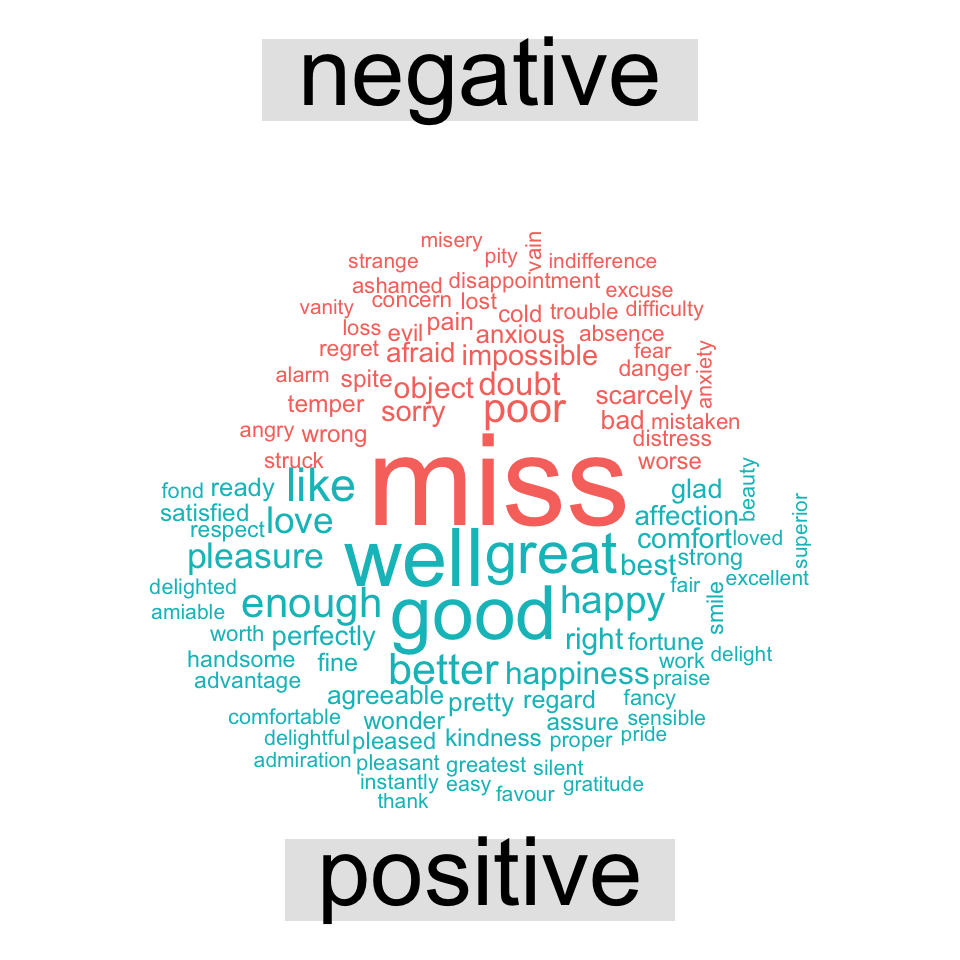 negative
misery
vain
pity
strange
indifference
ashamed
disappointment
excuse
concern
lost
vanity
cold
trouble
difficulty
loss
evil
pain
anxious
absence
regret
afraid
impossible
fear
anxiety
danger
alarm
spite
object
doubt
scarcely
temper
sorry
poor
bad
mistaken
angry
wrong
distress
struck
miss
worse
fond
ready
like
glad
beauty
satisfied
respect
love
affection
superior
pleasure
well
great
comfort
loved
best
strong
delighted
fair
excellent
amiable
enough
good
happy
smile
worth
perfectly
right
fortune
handsome
fine
better
happiness
work
delight
advantage
praise
agreeable
pretty
regard
fancy
comfortable
wonder
assure
sensible
delightful
pleased
kindness
proper
pride
admiration
pleasant
greatest
silent
instantly
easy
gratitude
thank
favour
positive